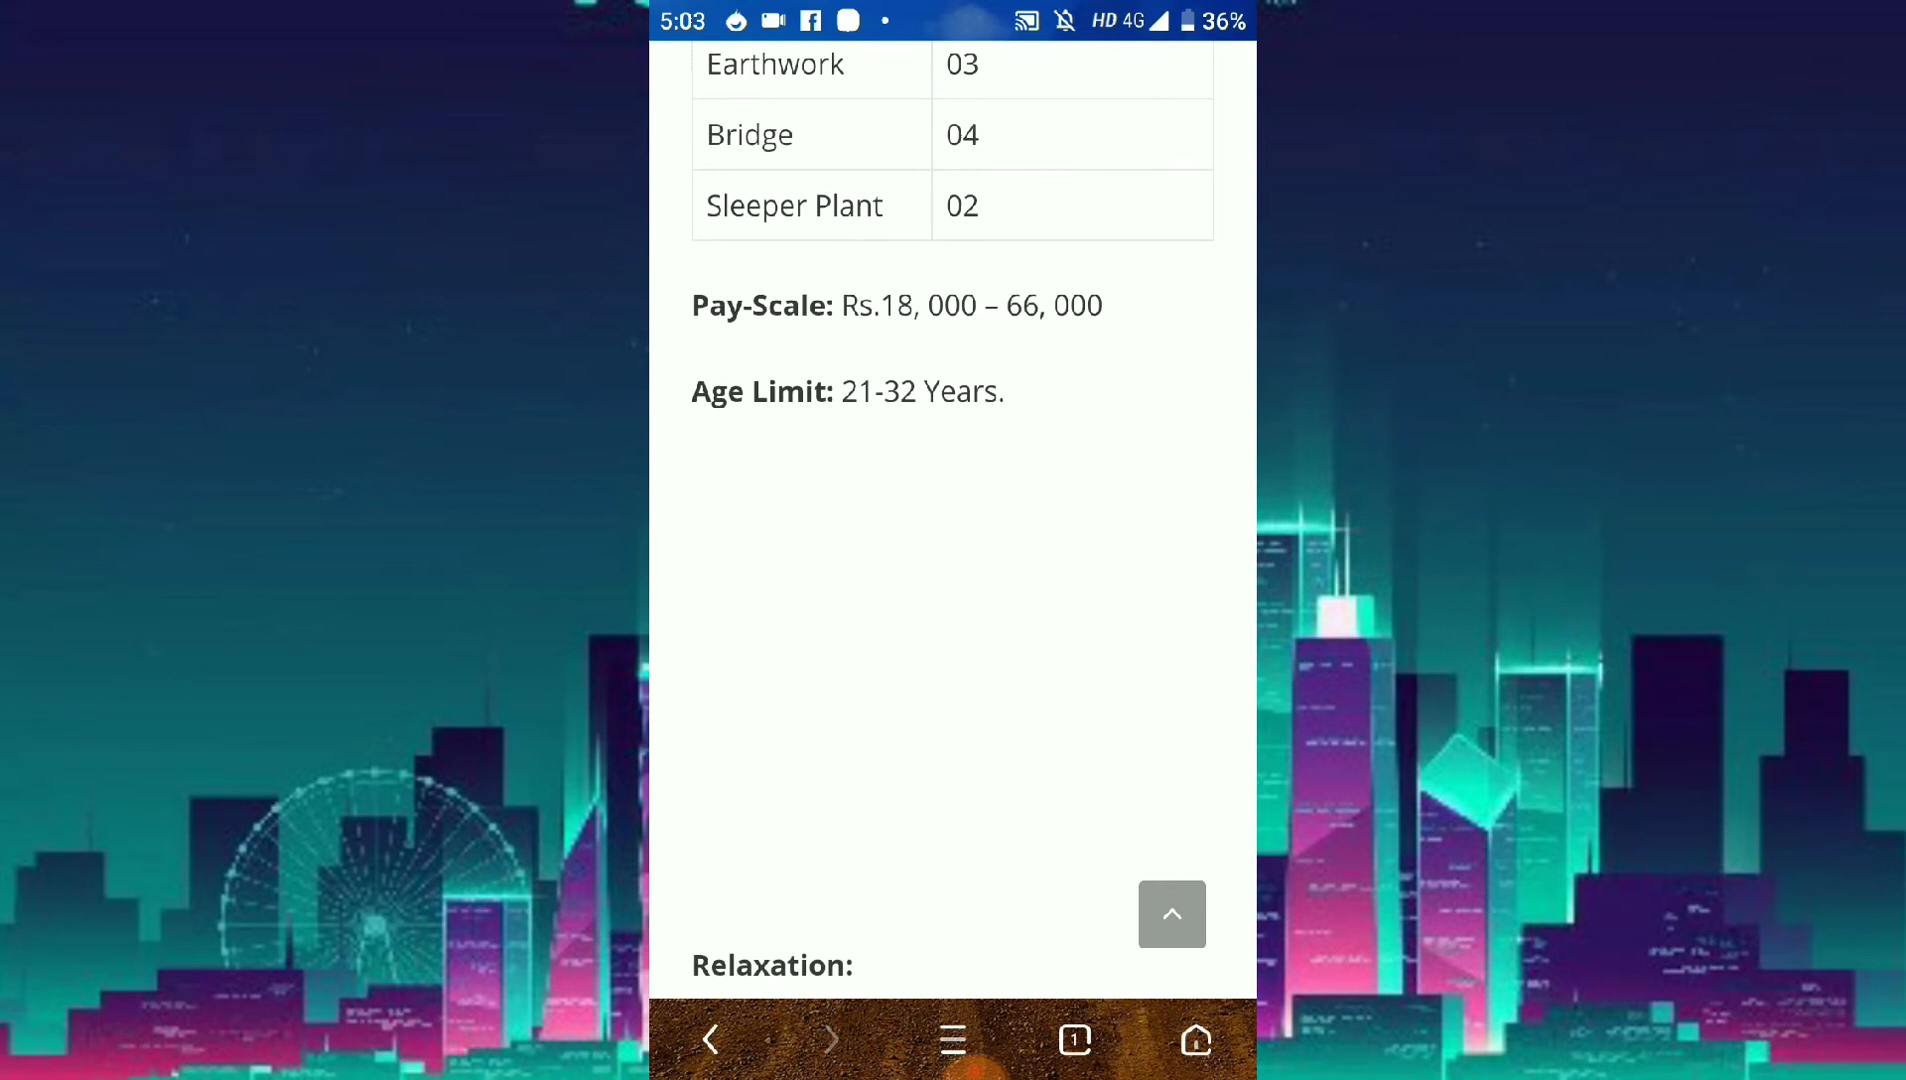 5:03 HD 4G 36%
Earthwork 03
Bridge 04
Sleeper Plant 02
Pay-Scale: Rs.18, 000 – 66, 000
Age Limit: 21-32 Years.
Relaxation:
1